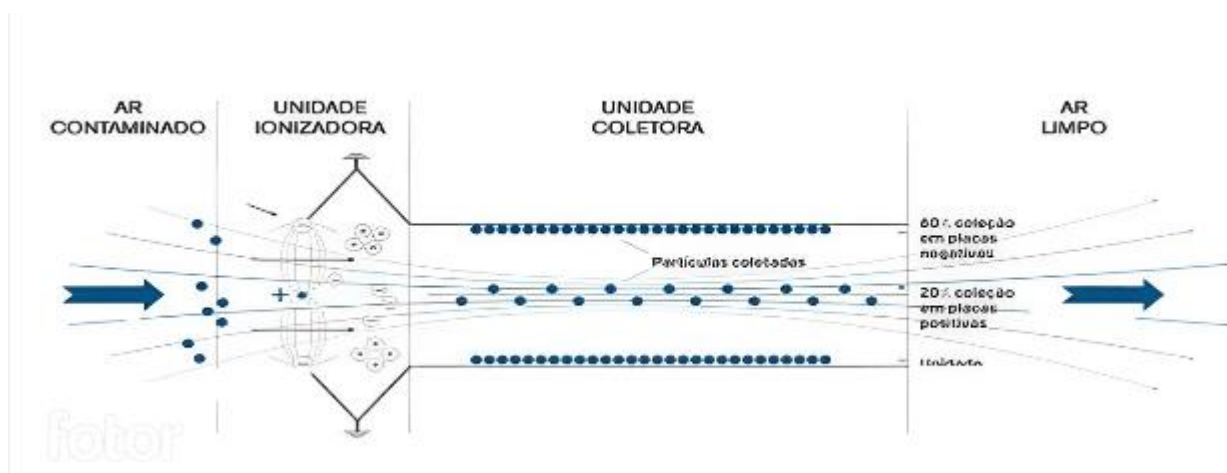 AR
CONTAMINADO
UNIDADE
IONIZADORA
UNIDADE
COLETORA
AR
LIMPO
80% coleção
em placas
negativas
Partículas coletadas
+
20% coleção
em placas
positivas
Unidade
fotor